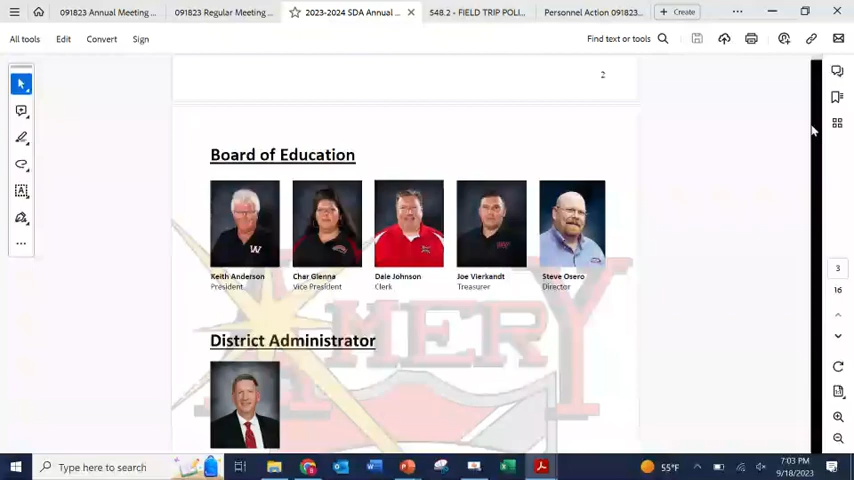 091823 Annual Meeting ...
091823 Regular Meeting ...
2023-2024 SDA Annual ...
548.2 - FIELD TRIP POLI...
Personnel Action 091823...
Create
All tools
Edit
Convert
Sign
Find text or tools
2
Board of Education
W
Keith Anderson
Char Glenna
Dale Johnson
Joe Vierkandt
Steve Osero
President
Vice President
Clerk
Treasurer
Director
AMERY
District Administrator
3
16
Type here to search
55°F
7:03 PM
9/18/2023